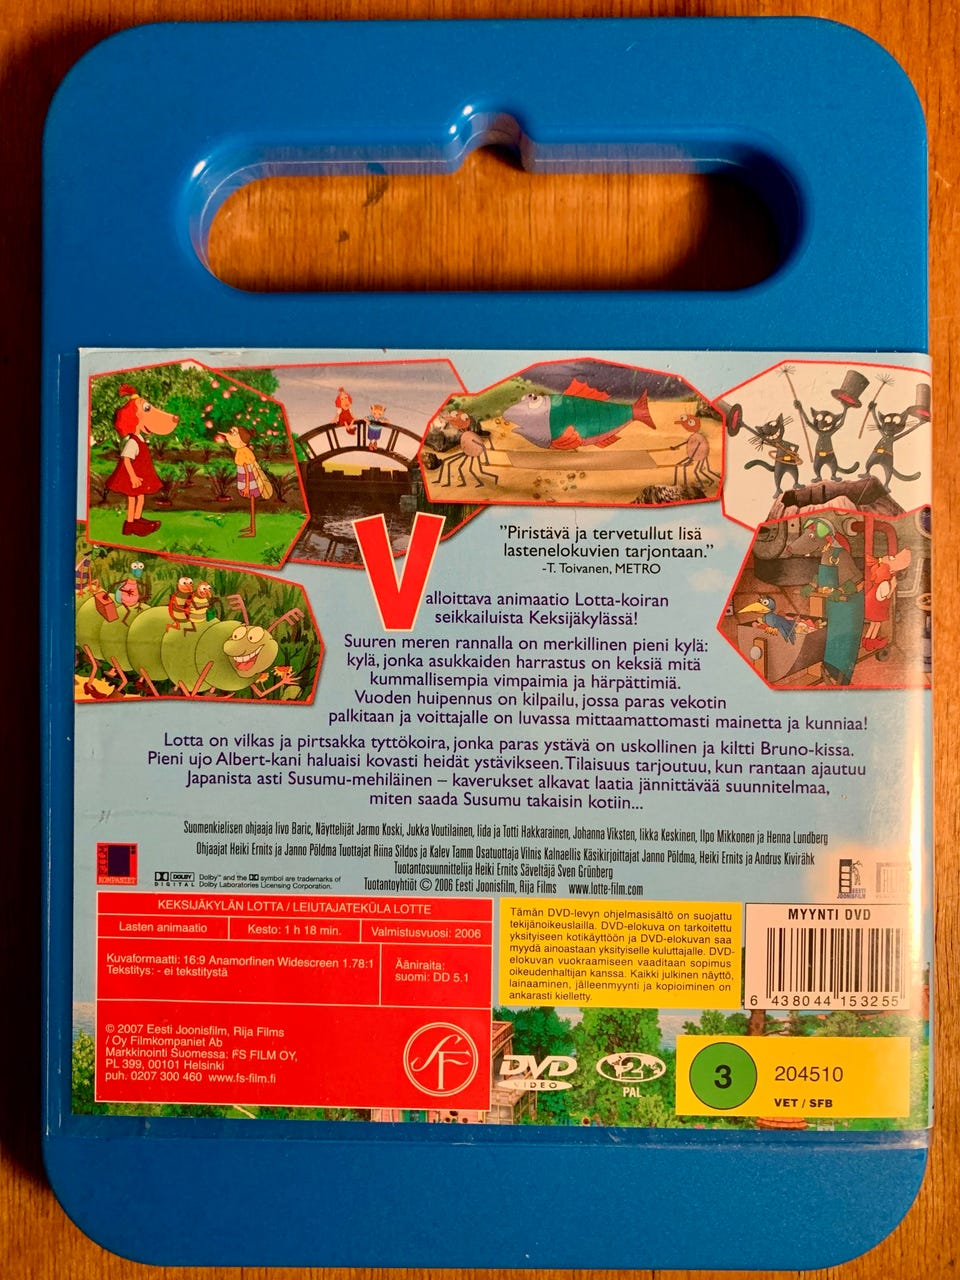 "Piristävä ja tervetullut lisä
lastenelokuvien tarjontaan."
-T. Toivanen, METRO
Valloittava animaatio Lotta-koiran
seikkailuista Keksijäkylässä!
Suuren meren rannalla on merkillinen pieni kylä:
kylä, jonka asukkaiden harrastus on keksiä mitä
kummallisempia vimpaimia ja härpättimiä.
Vuoden huipennus on kilpailu, jossa paras vekotin
palkitaan ja voittajalle on luvassa mittaamattomasti mainetta ja kunniaa!
Lotta on vilkas ja pirtsakka tyttökoira, jonka paras ystävä on uskollinen ja kiltti Bruno-kissa.
Pieni ujo Albert-kani haluaisi kovasti heidät ystävikseen. Tilaisuus tarjoutuu, kun rantaan ajautuu
Japanista asti Susumu-mehiläinen – kaverukset alkavat laatia jännittävää suunnitelmaa,
miten saada Susumu takaisin kotiin...
Suomenkielisen ohjaaja Iivo Baric, Näyttelijät Jarmo Koski, Jukka Voutilainen, Iida ja Totti Hakkarainen, Johanna Viksten, Iikka Keskinen, Ilpo Mikkonen ja Henna Lundberg
Ohjaajat Heiki Ernits ja Janno Põldma Tuottajat Riina Sildos ja Kalev Tamm Osatuottaja Vilnis Kalnaellis Käsikirjoittajat Janno Põldma, Heiki Ernits ja Andrus Kivirähk
Tuotantosuunnittelija Heiki Ernits Säveltäjä Sven Grünberg
Tuotantoyhtiöt © 2006 Eesti Joonisfilm, Rija Films www.lotte-film.com
FILM
KOMPANIET
DOLBY
DIGITAL
Dolby™ and the DD symbol are trademarks of
Dolby Laboratories Licensing Corporation.
EESTI
JOONISFILM
KEKSIJÄKYLÄN LOTTA / LEIUTAJATEKÜLA LOTTE
Lasten animaatio
Kesto: 1 h 18 min.
Valmistusvuosi: 2006
Kuvaformaatti: 16:9 Anamorfinen Widescreen 1.78:1
Tekstitys: - ei tekstitystä
Ääniraita:
suomi: DD 5.1
© 2007 Eesti Joonisfilm, Rija Films
/ Oy Filmkompaniet Ab
Markkinointi Suomessa: FS FILM OY,
PL 399, 00101 Helsinki
puh. 0207 300 460 www.fs-film.fi
SF
Tämän DVD-levyn ohjelmasisältö on suojattu
tekijänoikeuslailla. DVD-elokuva on tarkoitettu
yksityiseen kotikäyttöön ja DVD-elokuvan saa
myydä ainoastaan yksityiselle kuluttajalle. DVD-
elokuvan vuokraamiseen vaaditaan sopimus
oikeudenhaltijan kanssa. Kaikki julkinen näyttö,
lainaaminen, jälleenmyynti ja kopioiminen on
ankarasti kielletty.
MYYNTI DVD
6 438044 153255
DVD
VIDEO
2
PAL
3
204510
VET / SFB